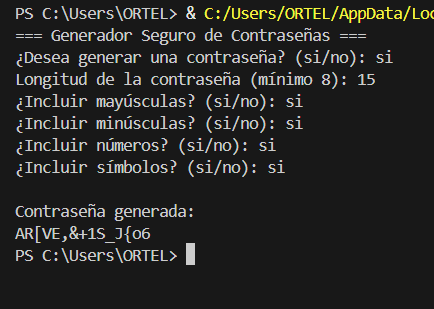 PS C:\Users\ORTEL> & C:/Users/ORTEL/AppData/Loc
=== Generador Seguro de Contraseñas ===
¿Desea generar una contraseña? (si/no): si
Longitud de la contraseña (mínimo 8): 15
¿Incluir mayúsculas? (si/no): si
¿Incluir minúsculas? (si/no): si
¿Incluir números? (si/no): si
¿Incluir símbolos? (si/no): si
Contraseña generada:
AR[VE,&+1S_J{o6
PS C:\Users\ORTEL>